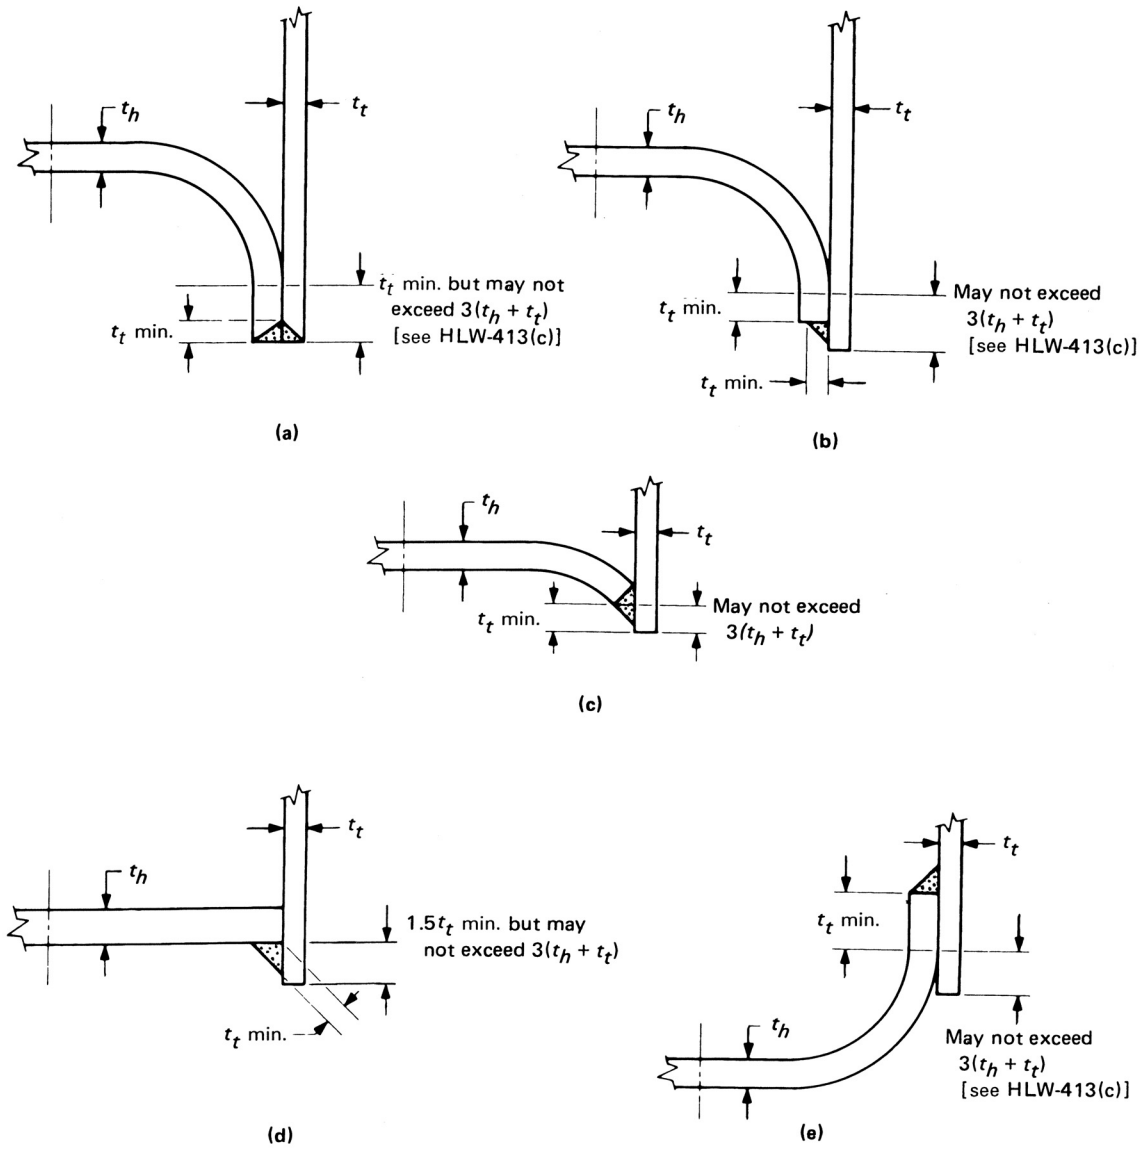 t_h
t_t
t_t min. but may not
exceed 3(t_h + t_t)
[see HLW-413(c)]
t_t min.
(a)
t_h
t_t
t_t min.
May not exceed
3(t_h + t_t)
[see HLW-413(c)]
t_t min.
(b)
t_h
t_t
t_t min.
May not exceed
3(t_h + t_t)
(c)
t_t
t_h
1.5t_t min. but may
not exceed 3(t_h + t_t)
t_t min.
(d)
t_t
t_t min.
t_h
May not exceed
3(t_h + t_t)
[see HLW-413(c)]
(e)